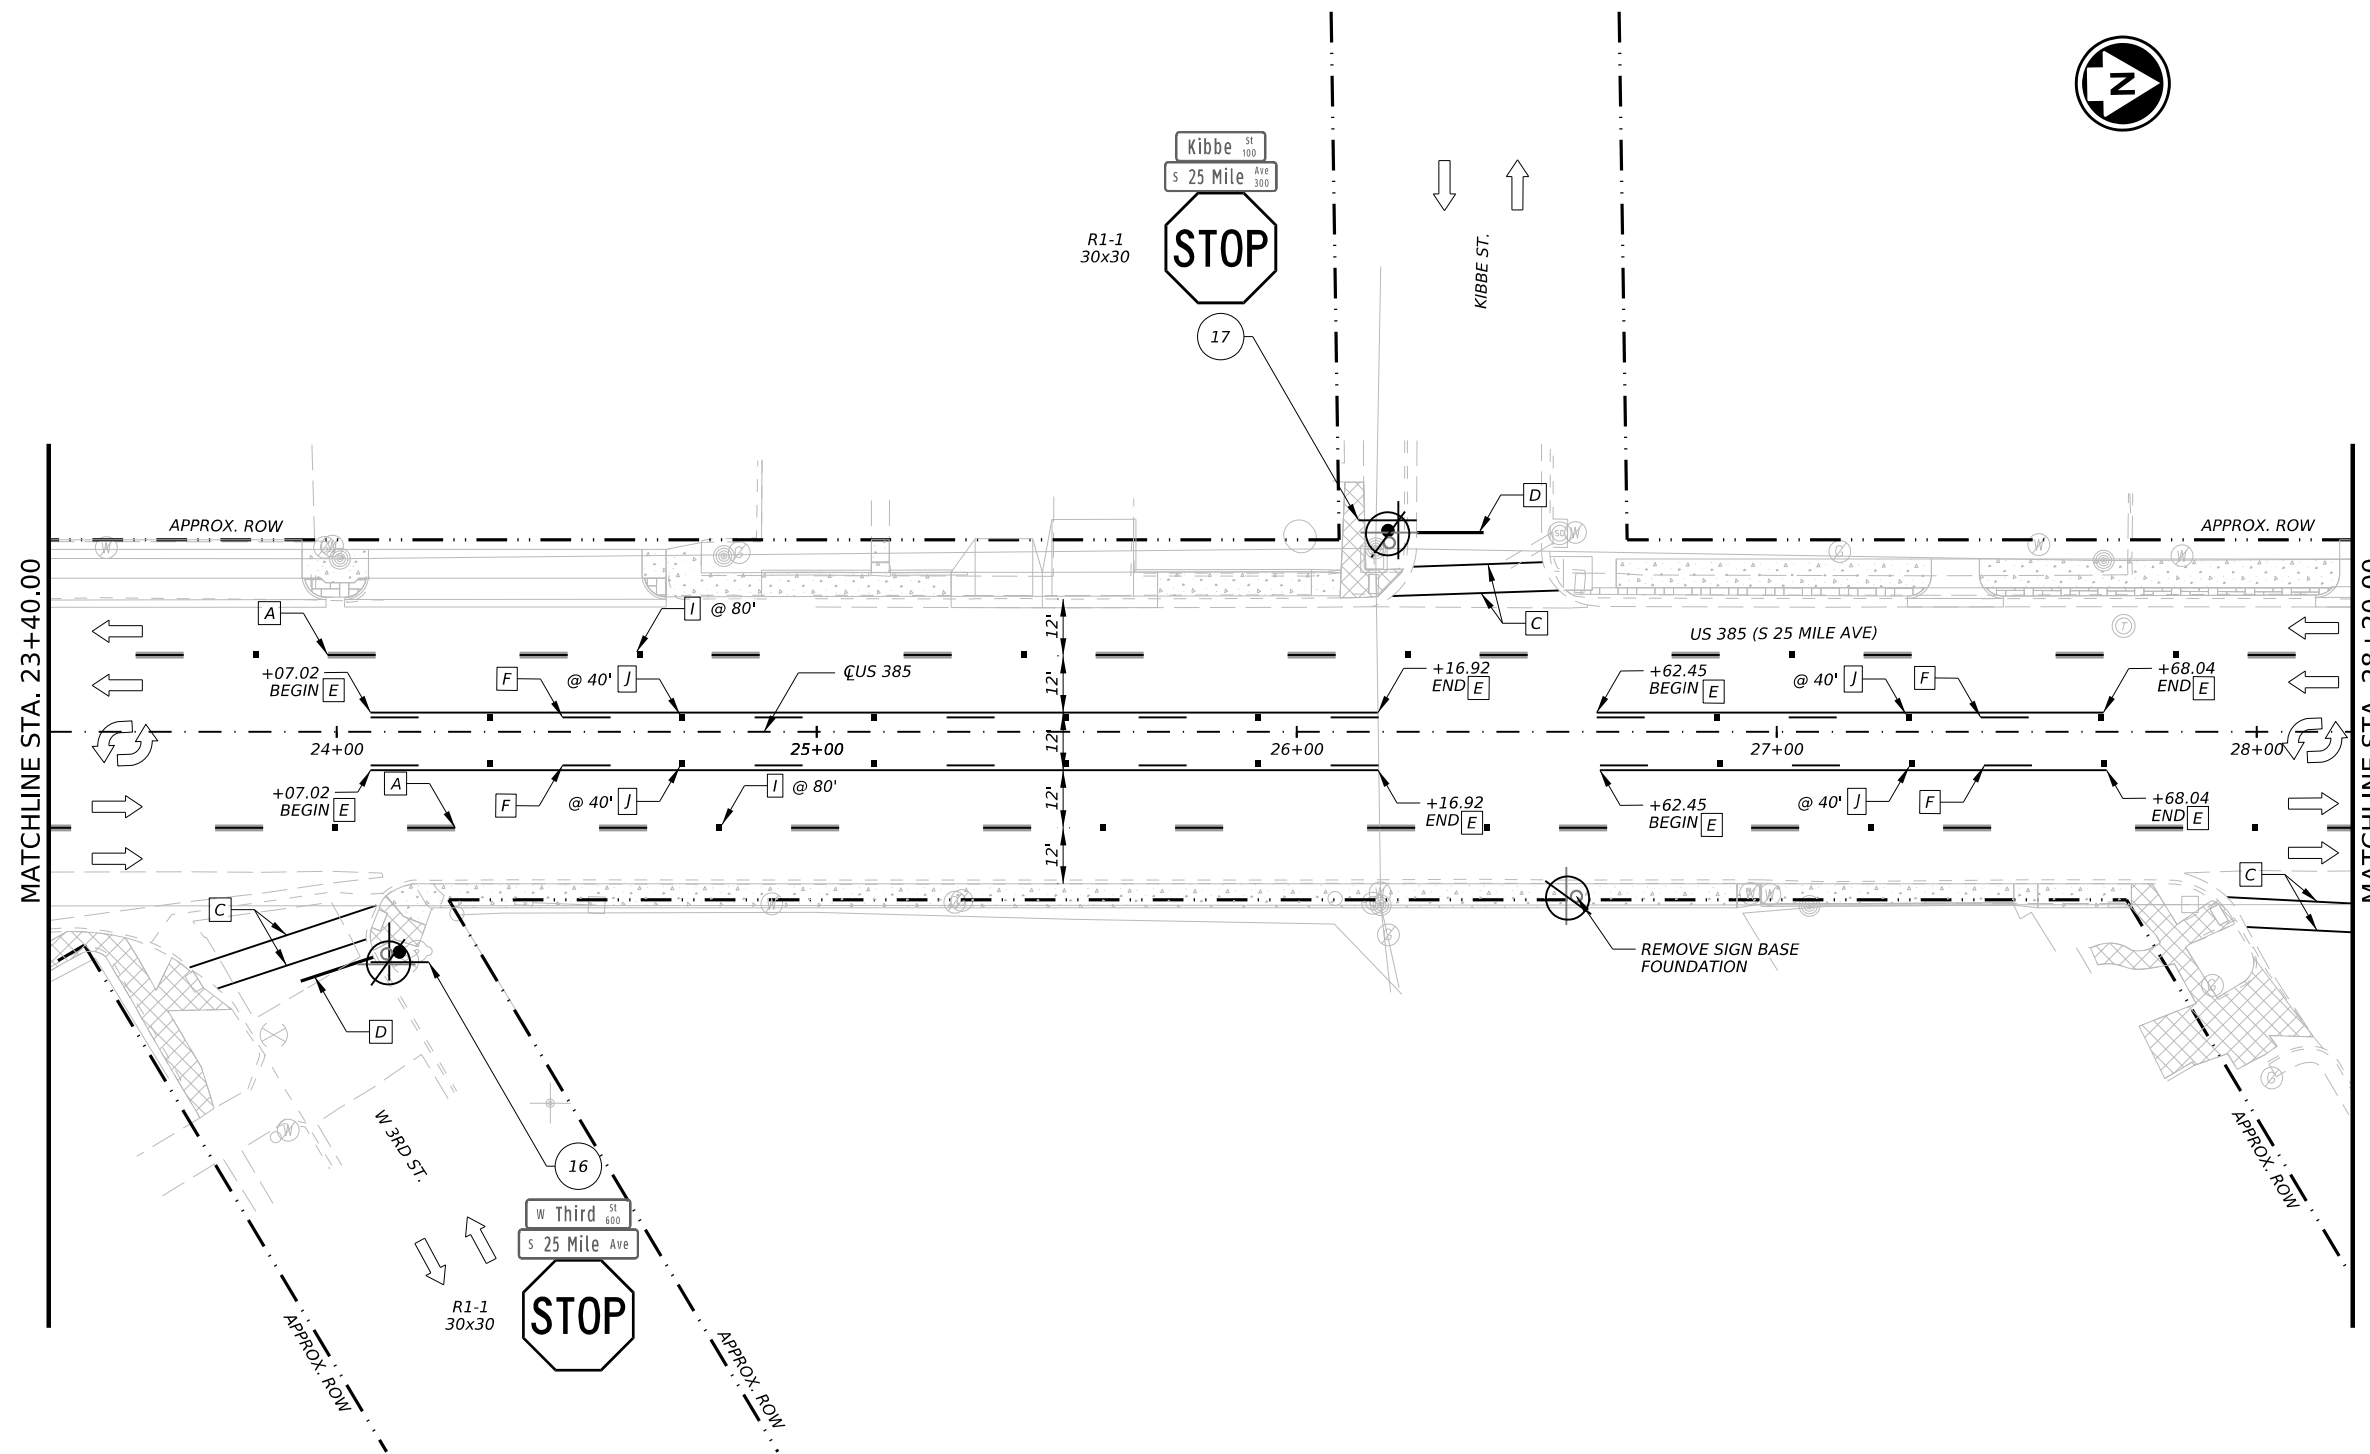 N
Kibbe St 100
S 25 Mile Ave 300
R1-1
30x30
STOP
KIBBE ST.
17
D
APPROX. ROW
APPROX. ROW
A
I @ 80'
C
12'
US 385 (S 25 MILE AVE)
+07.02
BEGIN E
F
@ 40' J
℄ US 385
12'
+16.92
END E
+62.45
BEGIN E
@ 40' J
F
+68.04
END E
MATCHLINE STA. 23+40.00
24+00
25+00
12'
26+00
27+00
28+00
MATCHLINE STA.
+07.02
BEGIN E
A
F
@ 40' J
I @ 80'
12'
+16.92
END E
+62.45
BEGIN E
@ 40' J
F
+68.04
END E
12'
C
C
REMOVE SIGN BASE
FOUNDATION
D
W 3RD ST.
16
W Third St 600
S 25 Mile Ave
R1-1
30x30
STOP
APPROX. ROW
APPROX. ROW
APPROX. ROW